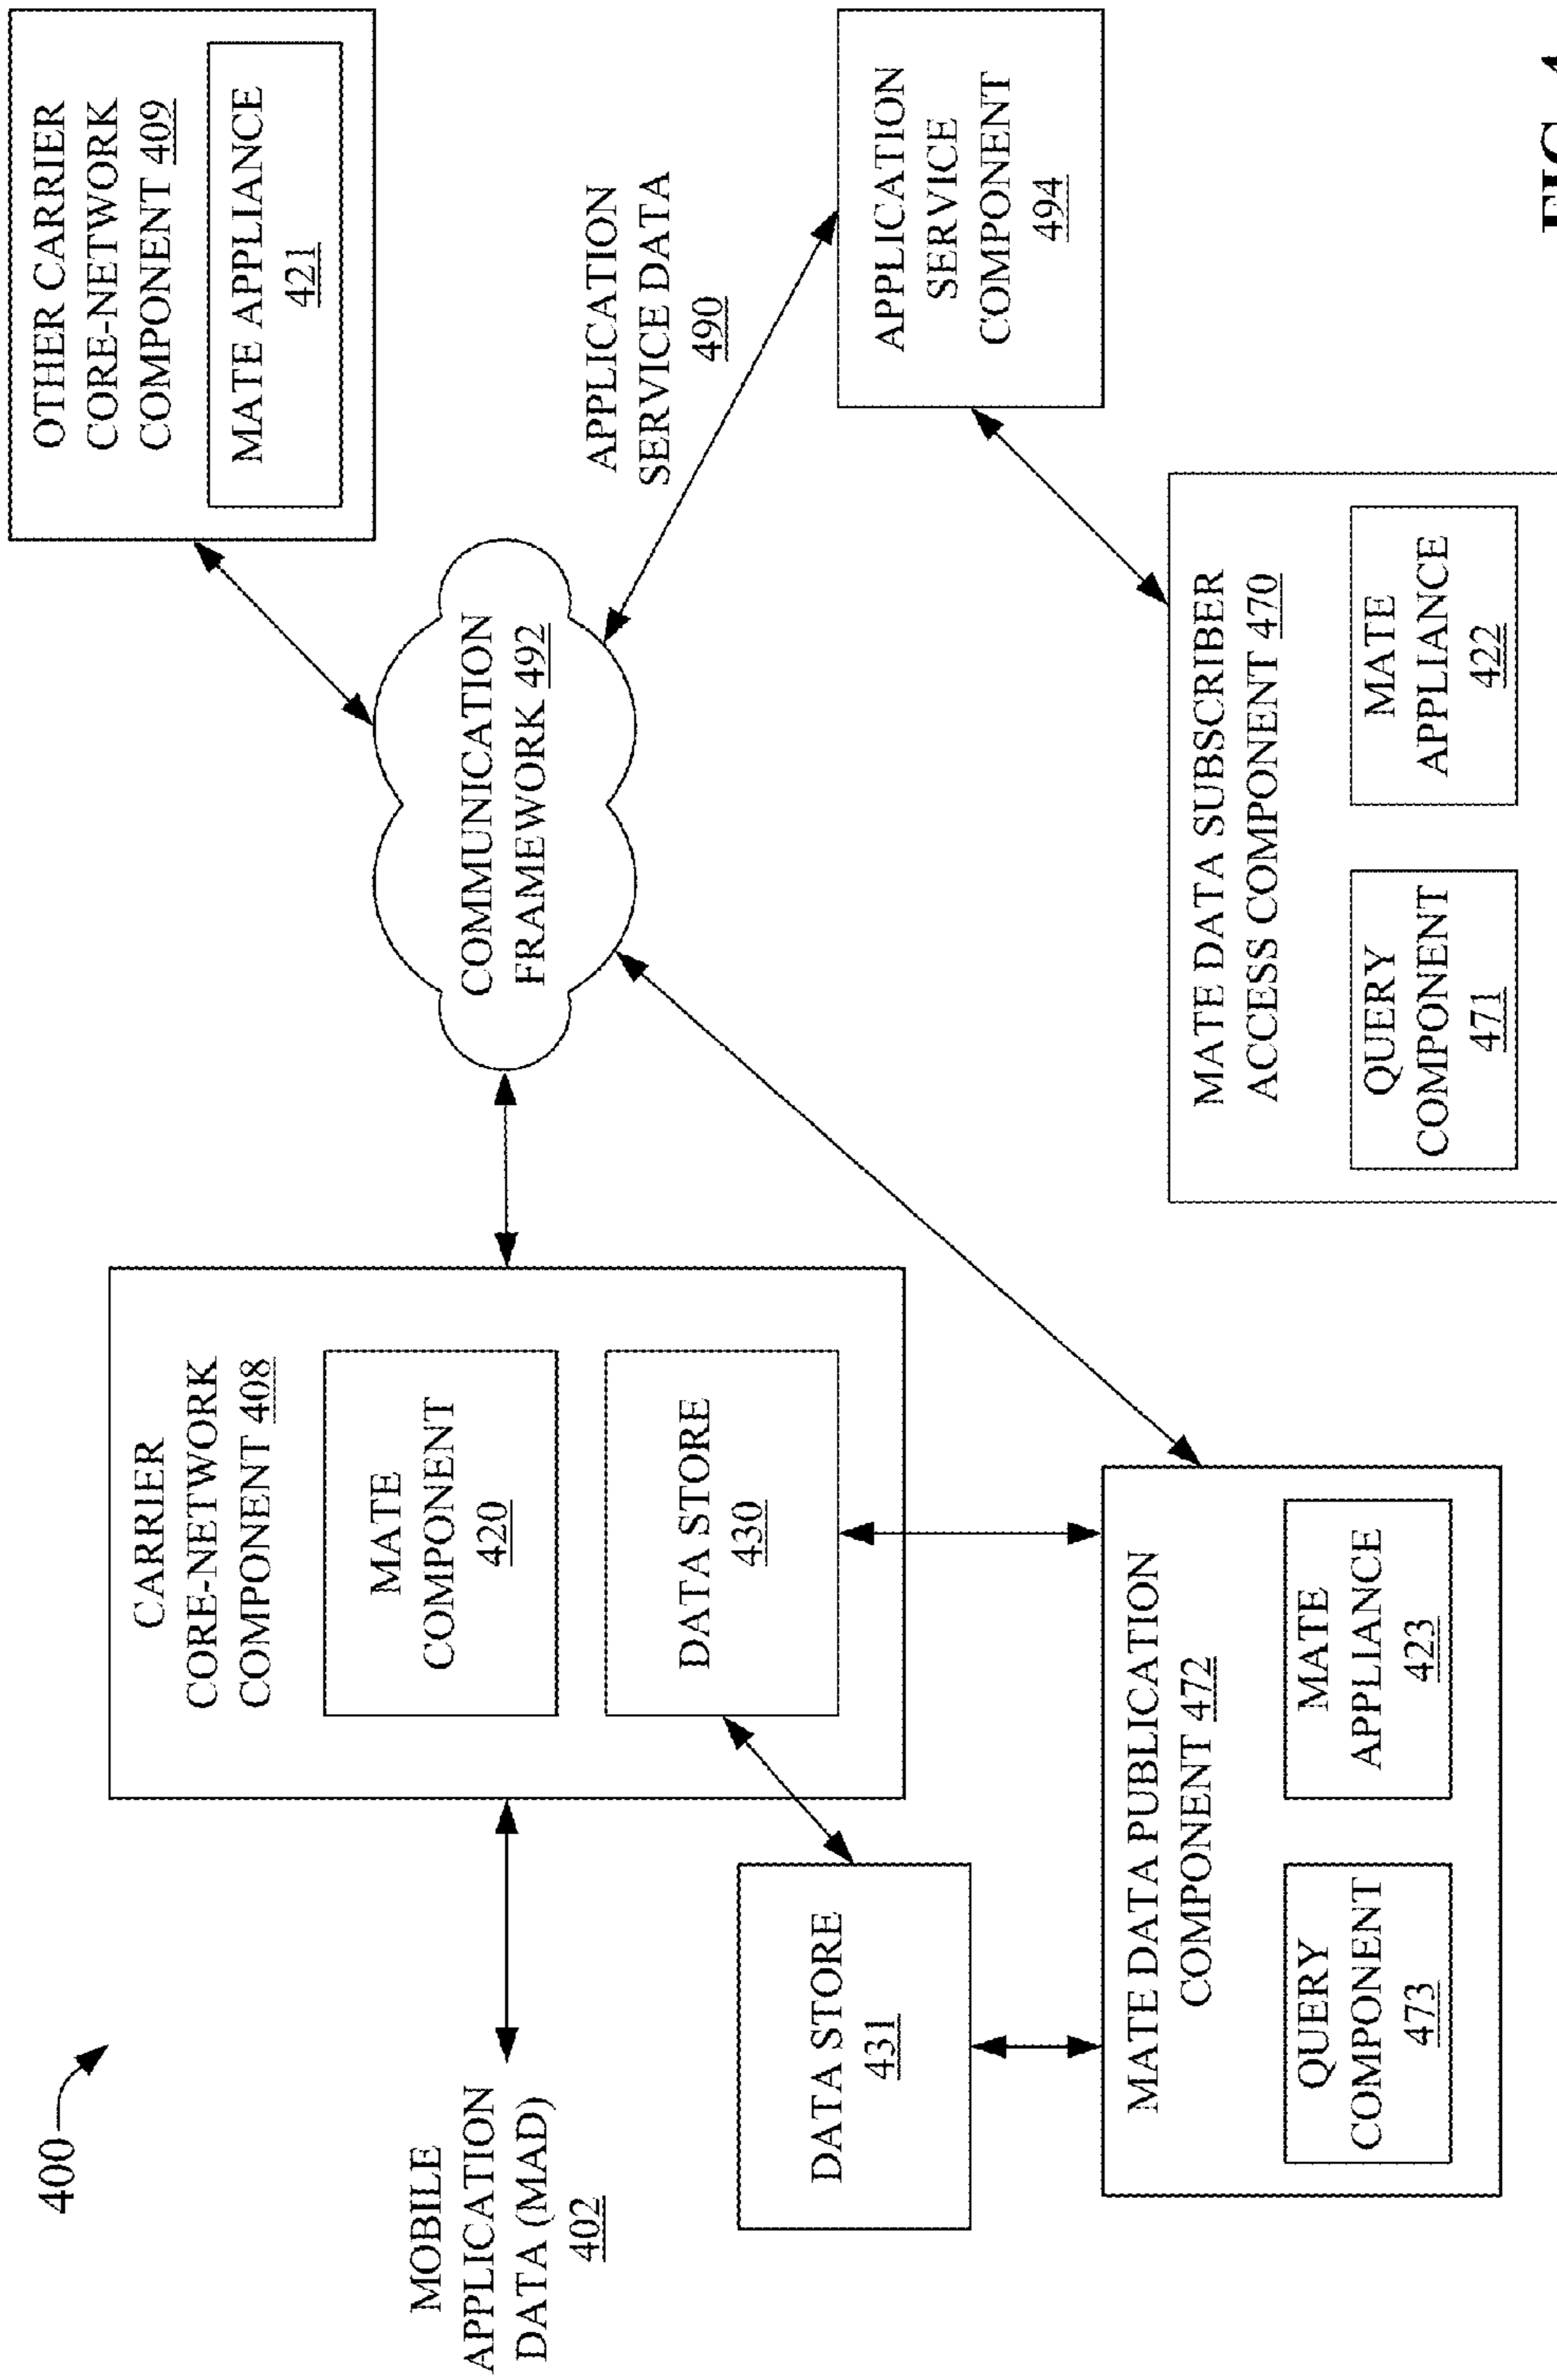 400
MOBILE
APPLICATION
DATA (MAD)
402
CARRIER
CORE-NETWORK
COMPONENT 408
MATE
COMPONENT
420
DATA STORE
430
DATA STORE
431
MATE DATA PUBLICATION
COMPONENT 472
QUERY
COMPONENT
473
MATE
APPLIANCE
423
COMMUNICATION
FRAMEWORK 492
OTHER CARRIER
CORE-NETWORK
COMPONENT 409
MATE APPLIANCE
421
APPLICATION
SERVICE DATA
490
APPLICATION
SERVICE
COMPONENT
494
MATE DATA SUBSCRIBER
ACCESS COMPONENT 470
QUERY
COMPONENT
471
MATE
APPLIANCE
422